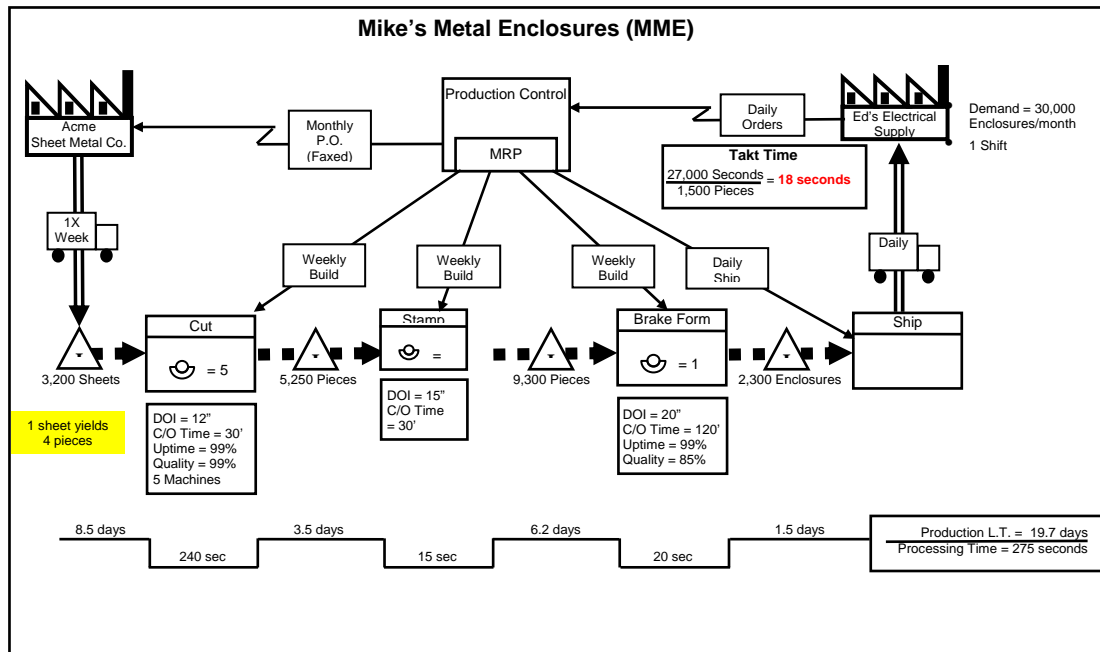 Mike's Metal Enclosures (MME)
Acme
Sheet Metal Co.
Monthly
P.O.
(Faxed)
Production Control
MRP
Daily
Orders
Ed's Electrical
Supply
Demand = 30,000
Enclosures/month
1 Shift
Takt Time
27,000 Seconds
1,500 Pieces
= 18 seconds
1X
Week
Weekly
Build
Weekly
Build
Weekly
Build
Daily
Ship
Daily
3,200 Sheets
Cut
= 5
5,250 Pieces
Stamp
=
9,300 Pieces
Brake Form
= 1
2,300 Enclosures
Ship
1 sheet yields
4 pieces
DOI = 12”
C/O Time = 30’
Uptime = 99%
Quality = 99%
5 Machines
DOI = 15”
C/O Time
= 30’
DOI = 20”
C/O Time = 120’
Uptime = 99%
Quality = 85%
8.5 days
240 sec
3.5 days
15 sec
6.2 days
20 sec
1.5 days
Production L.T. = 19.7 days
Processing Time = 275 seconds